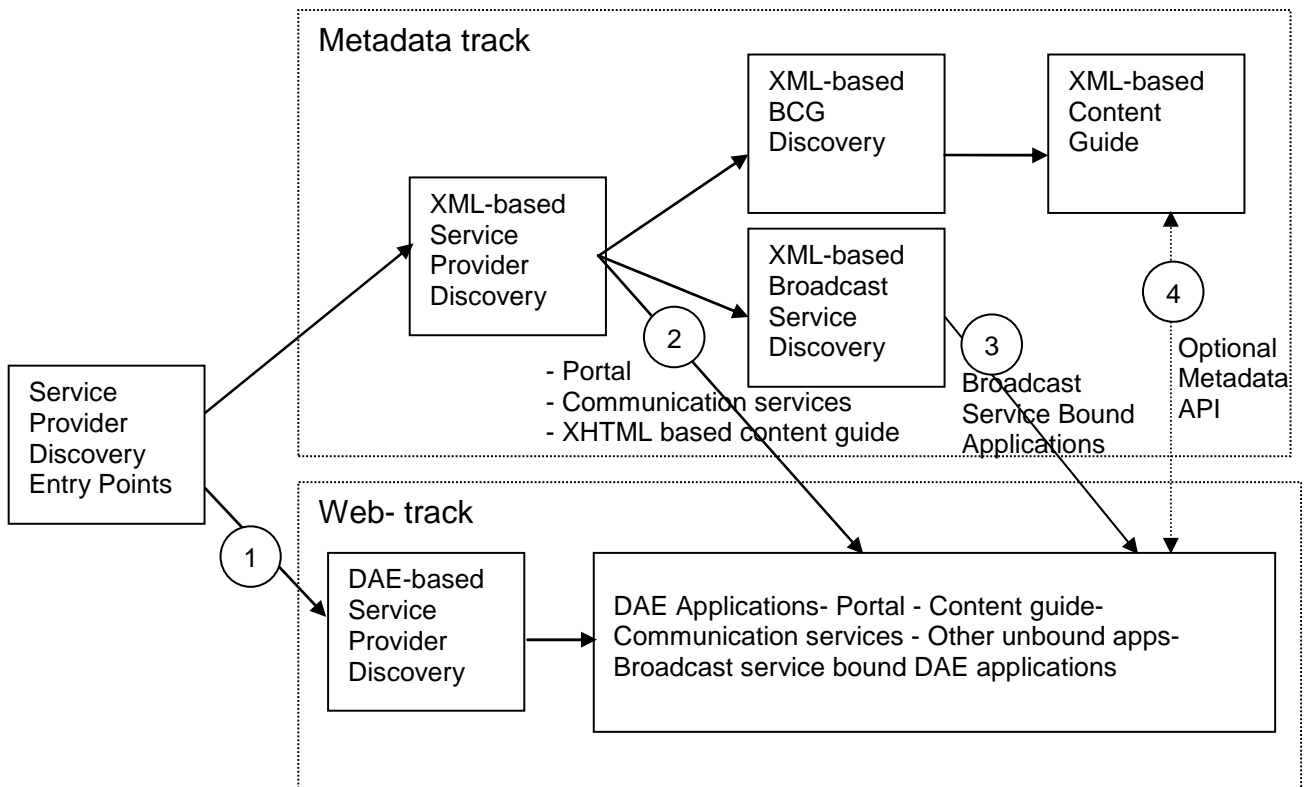 Metadata track
XML-based
BCG
Discovery
XML-based
Content
Guide
XML-based
Service
Provider
Discovery
XML-based
Broadcast
Service
Discovery
4
2
3
Optional
Metadata
API
- Portal
- Communication services
- XHTML based content guide
Broadcast
Service Bound
Applications
Service
Provider
Discovery
Entry Points
1
Web- track
DAE-based
Service
Provider
Discovery
DAE Applications- Portal - Content guide-
Communication services - Other unbound apps-
Broadcast service bound DAE applications